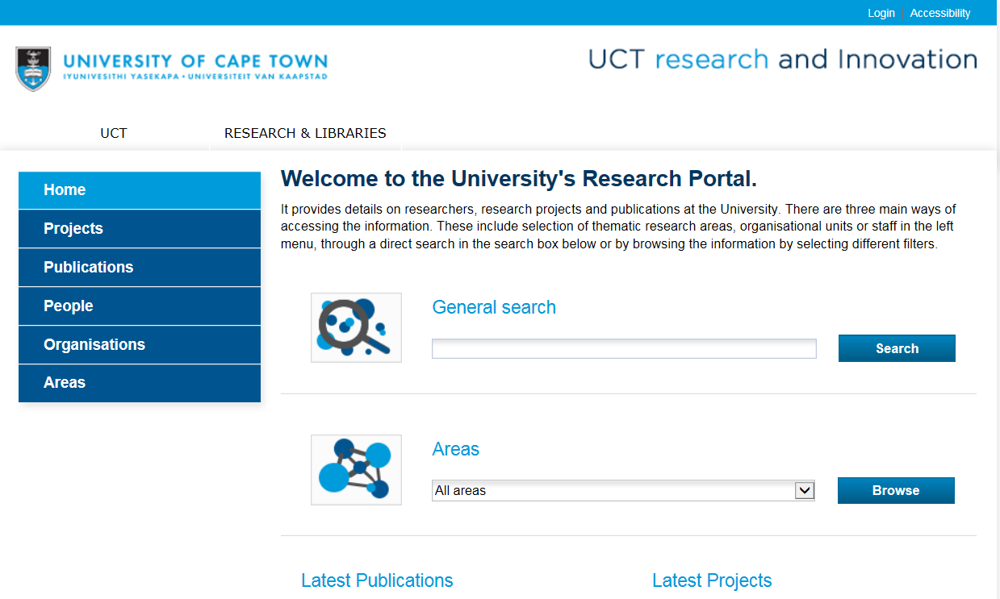 Login | Accessibility
UNIVERSITY OF CAPE TOWN
IYUNIVESITHI YASEKAPA • UNIVERSITEIT VAN KAAPSTAD
UCT research and Innovation
UCT
RESEARCH & LIBRARIES
Home
Projects
Publications
People
Organisations
Areas
Welcome to the University's Research Portal.
It provides details on researchers, research projects and publications at the University. There are three main ways of
accessing the information. These include selection of thematic research areas, organisational units or staff in the left
menu, through a direct search in the search box below or by browsing the information by selecting different filters.
General search
Search
Areas
All areas
Browse
Latest Publications
Latest Projects